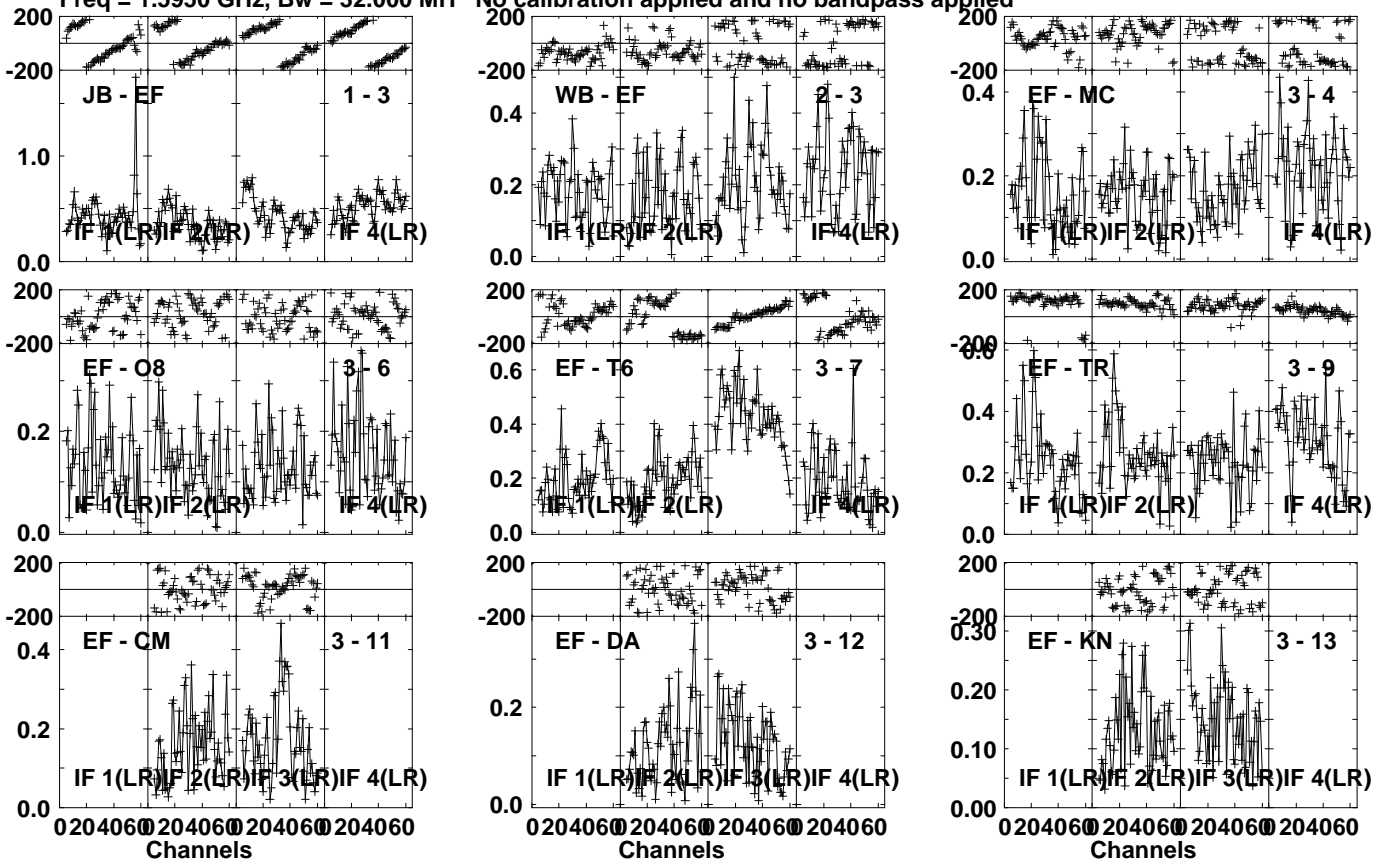 Freq = 1.5950 GHz, Bw = 32.000 MH No calibration applied and no bandpass applied
200
-200
JB - EF 1 - 3
1.0
0.0
IF 1(LR) IF 2(LR) IF 4(LR)
200
-200
WB - EF 2 - 3
0.4
0.2
0.0
IF 1(LR) IF 2(LR) IF 4(LR)
200
-200
EF - MC 3 - 4
0.4
0.2
0.0
IF 1(LR) IF 2(LR) IF 4(LR)
200
-200
EF - O8 3 - 6
0.2
0.0
IF 1(LR) IF 2(LR) IF 4(LR)
200
-200
EF - T6 3 - 7
0.6
0.4
0.2
0.0
IF 1(LR) IF 2(LR) IF 4(LR)
200
-200
EF - TR 3 - 9
0.6
0.4
0.2
0.0
IF 1(LR) IF 2(LR) IF 4(LR)
200
-200
EF - CM 3 - 11
0.4
0.2
0.0
IF 1(LR) IF 2(LR) IF 3(LR) IF 4(LR)
0 20 40 60 0 20 40 60 0 20 40 60 0 20 40 60
Channels
200
-200
EF - DA 3 - 12
0.2
0.0
IF 1(LR) IF 2(LR) IF 3(LR) IF 4(LR)
0 20 40 60 0 20 40 60 0 20 40 60 0 20 40 60
Channels
200
-200
EF - KN 3 - 13
0.30
0.20
0.10
0.00
IF 1(LR) IF 2(LR) IF 3(LR) IF 4(LR)
0 20 40 60 0 20 40 60 0 20 40 60 0 20 40 60
Channels